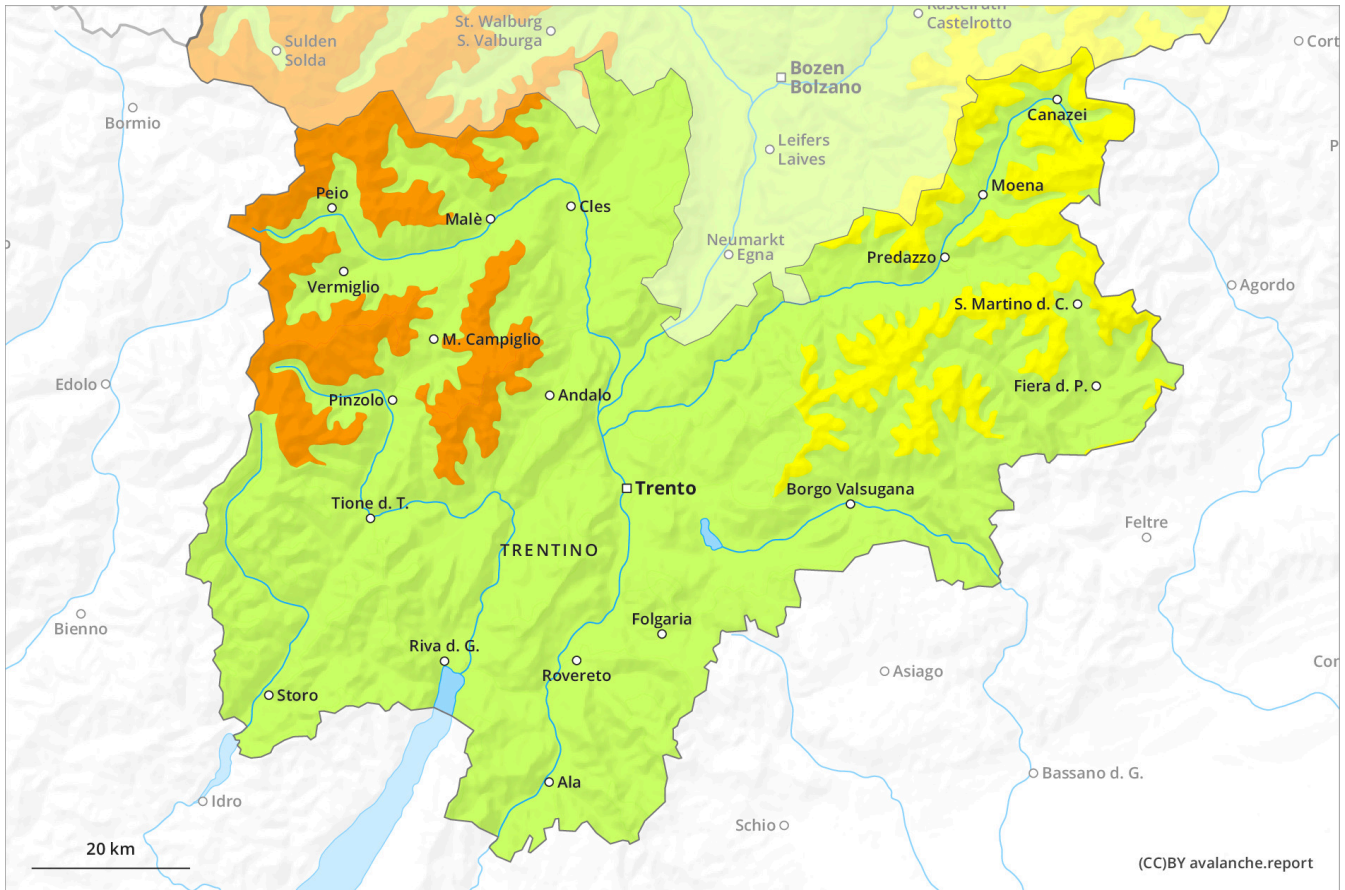 Kastelruth
Castelrotto
St. Walburg
S. Valburga
Sulden
Solda
Cort
Bozen
Bolzano
Bormio
Canazei
Leifers
Laives
Moena
Peio
Malè
Cles
Neumarkt
Egna
Predazzo
Vermiglio
Agordo
S. Martino d. C.
M. Campiglio
Edolo
Andalo
Fiera d. P.
Pinzolo
Trento
Borgo Valsugana
Tione d. T.
Feltre
TRENTINO
Bienno
Folgaria
Riva d. G.
Rovereto
Asiago
Cor
Storo
Ala
Bassano d. G.
Idro
Schio
20 km
(CC)BY avalanche.report